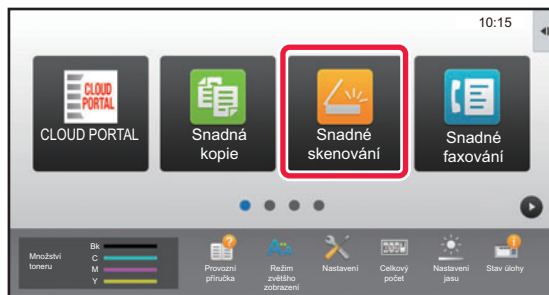 10:15
CLOUD
PORTAL
CLOUD PORTAL
Snadná
kopie
Snadné
skenování
Snadné
faxování
Množství
toneru
Bk
C
M
Y
Provozní
příručka
Režim
zvětšího
zobrazení
Nastavení
Celkový
počet
Nastavení
jasu
Stav úlohy